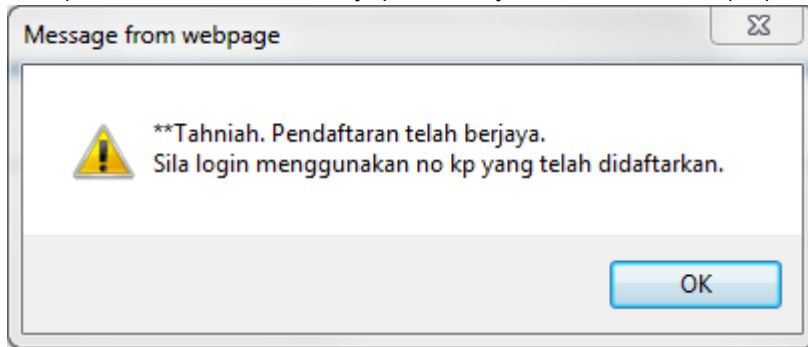 Message from webpage
**Tahniah. Pendaftaran telah berjaya.
Sila login menggunakan no kp yang telah didaftarkan.
OK